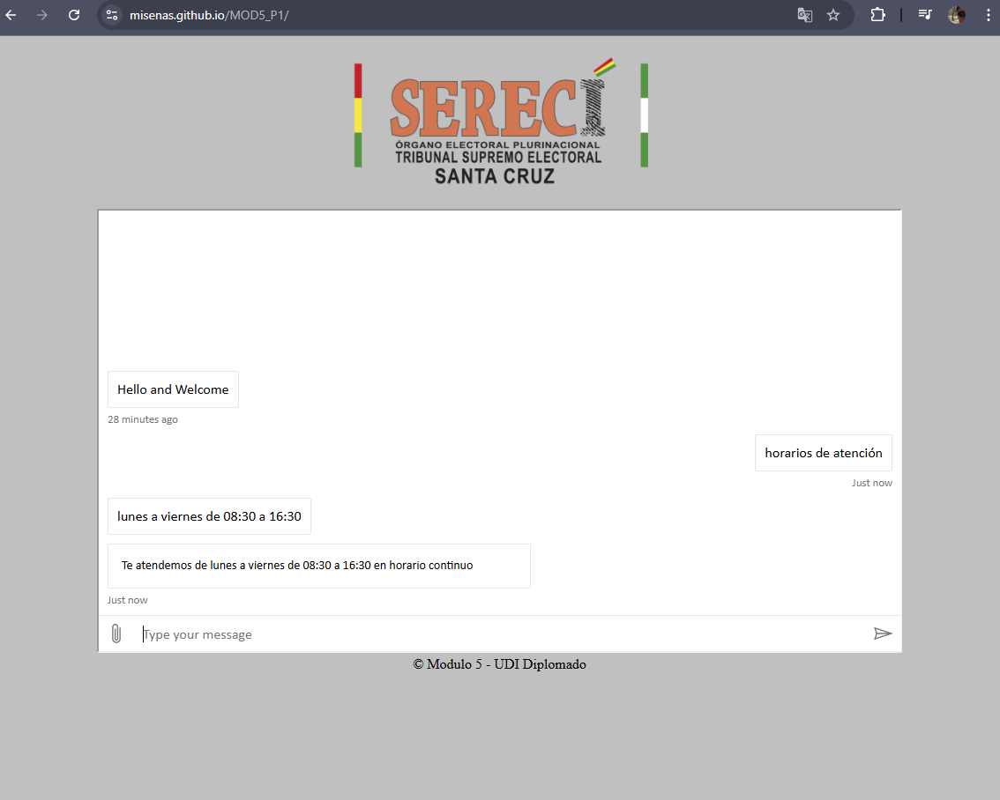 misenas.github.io/MOD5_P1/
SERECÍ
ÓRGANO ELECTORAL PLURINACIONAL
TRIBUNAL SUPREMO ELECTORAL
SANTA CRUZ
Hello and Welcome
28 minutes ago
horarios de atención
Just now
lunes a viernes de 08:30 a 16:30
Te atendemos de lunes a viernes de 08:30 a 16:30 en horario continuo
Just now
Type your message
© Modulo 5 - UDI Diplomado